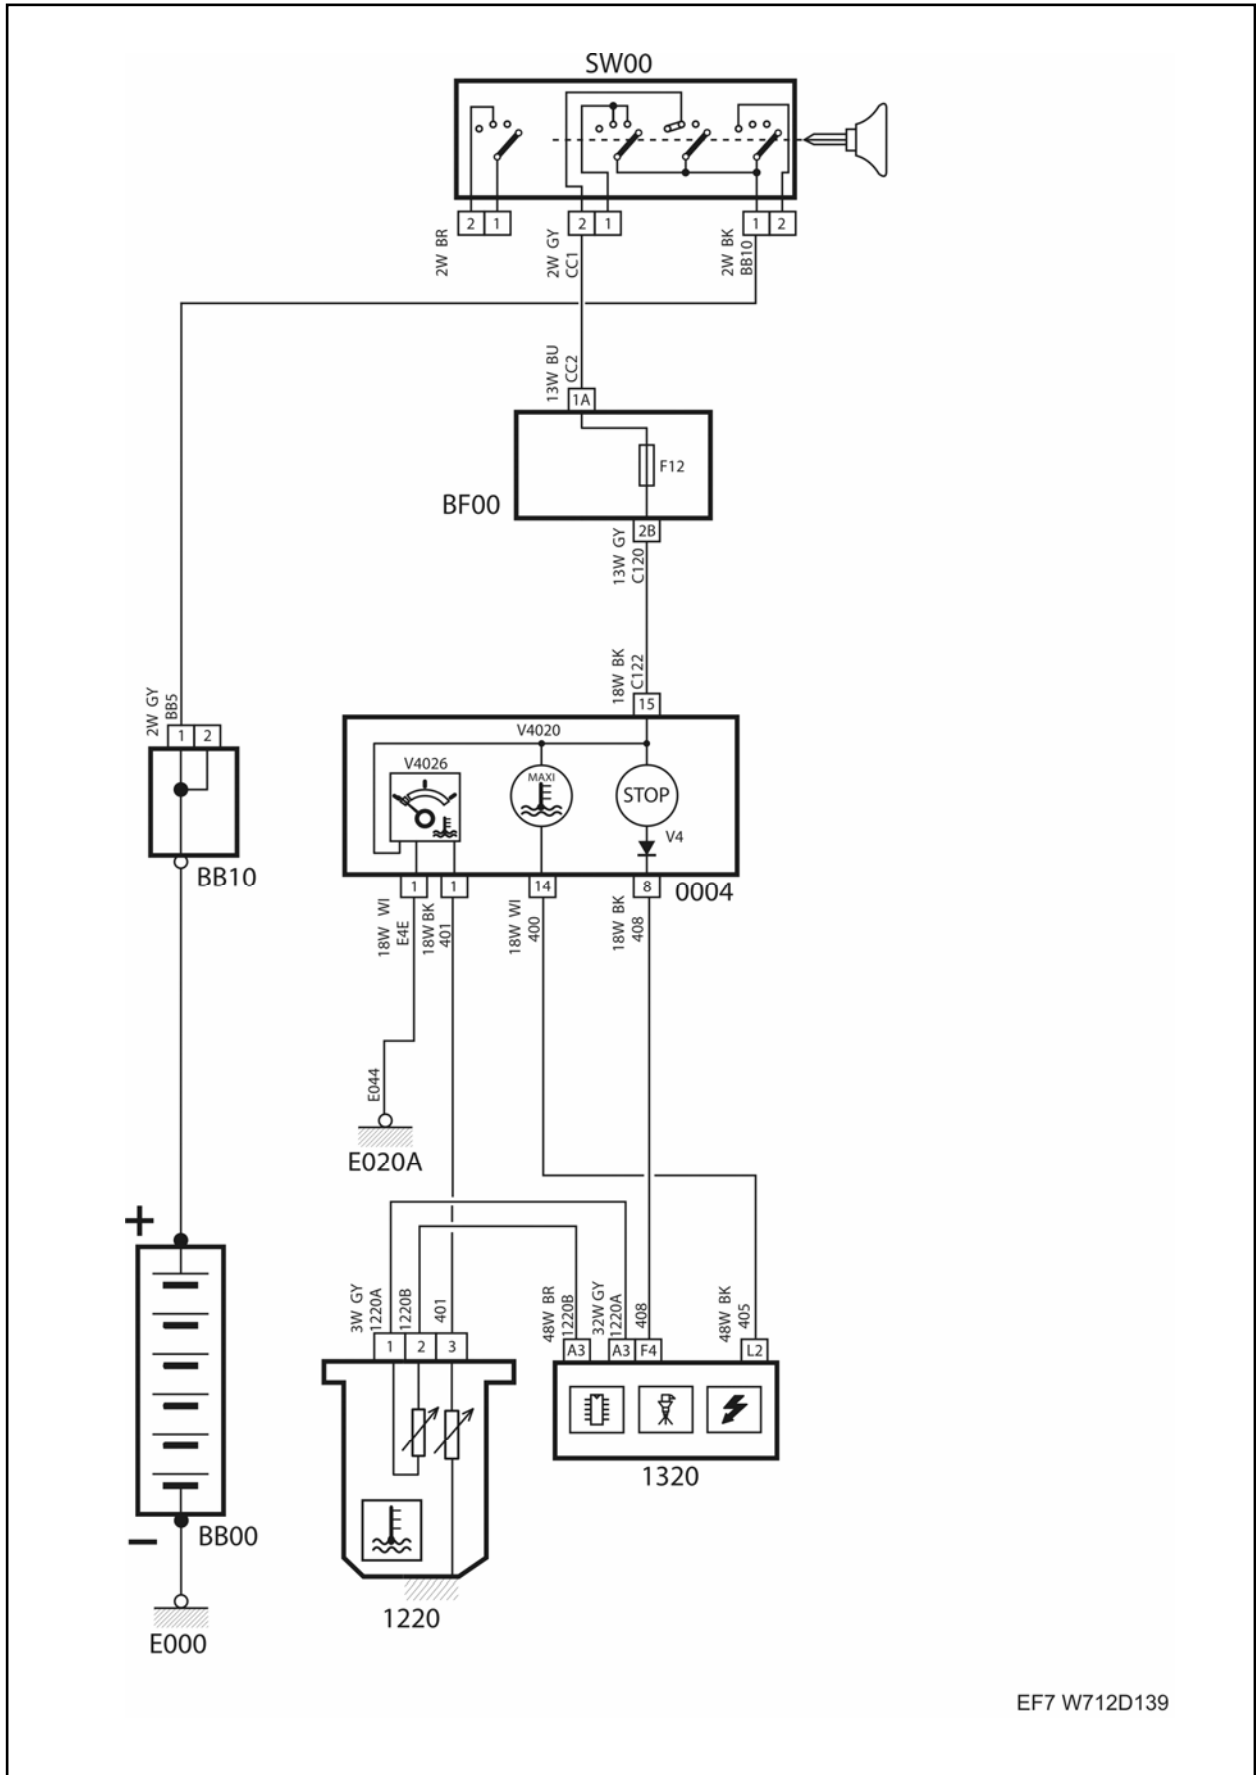 SW00
2 1
2 1
1 2
2W BR
2W GY
CC1
2W BK
BB10
13W BU
CC2
1A
F12
BF00
2B
13W GY
C120
18W BK
C122
15
2W GY
BB5
1 2
BB10
V4020
V4026
MAXI
STOP
V4
0004
1 1 14 8
18W WI
E4E
18W BK
401
18W WI
400
18W BK
408
E044
E020A
+
3W GY
1220A
1220B
401
48W BR
1220B
32W GY
1220A
408
48W BK
405
1 2 3
A3 A3 F4 L2
1320
−
BB00
1220
E000
EF7 W712D139